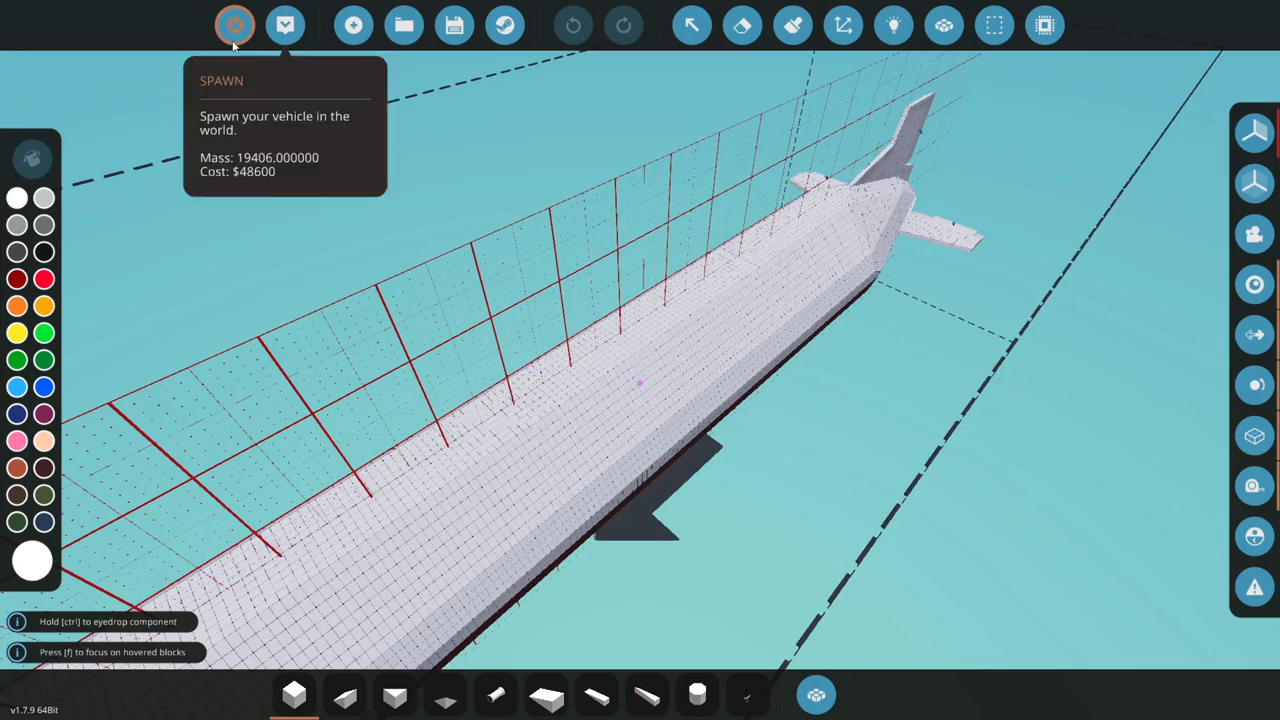 SPAWN
Spawn your vehicle in the
world.
Mass: 19406.000000
Cost: $48600
Hold [ctrl] to eyedrop component
Press [f] to focus on hovered blocks
v1.7.9 64Bit